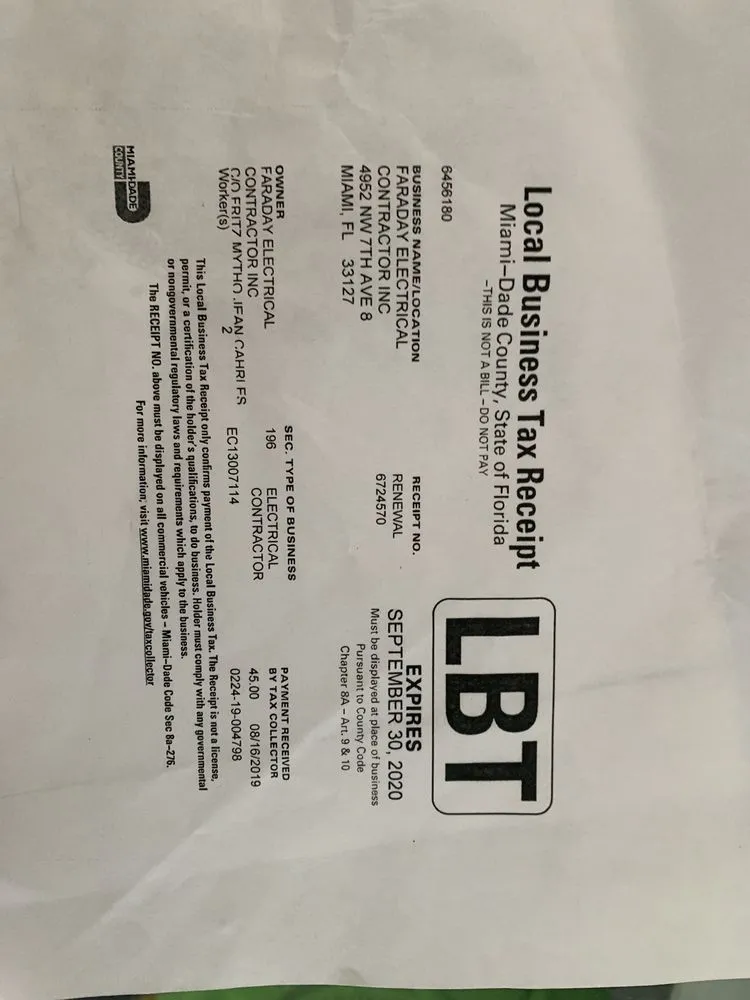 Local Business Tax Receipt
Miami–Dade County, State of Florida
–THIS IS NOT A BILL – DO NOT PAY
LBT
6456180
BUSINESS NAME/LOCATION
FARADAY ELECTRICAL
CONTRACTOR INC
4952 NW 7TH AVE 8
MIAMI, FL 33127
RECEIPT NO.
RENEWAL
6724570
EXPIRES
SEPTEMBER 30, 2020
Must be displayed at place of business
Pursuant to County Code
Chapter 8A – Art. 9 & 10
OWNER
FARADAY ELECTRICAL
CONTRACTOR INC
C/O FRITZ MYTHO JEAN CAHRLES
Worker(s) 2
SEC. TYPE OF BUSINESS
196 ELECTRICAL
CONTRACTOR
EC13007114
PAYMENT RECEIVED
BY TAX COLLECTOR
45.00 08/16/2019
0224-19-004798
This Local Business Tax Receipt only confirms payment of the Local Business Tax. The Receipt is not a license,
permit, or a certification of the holder's qualifications, to do business. Holder must comply with any governmental
or nongovernmental regulatory laws and requirements which apply to the business.
The RECEIPT NO. above must be displayed on all commercial vehicles – Miami–Dade Code Sec 8a–276.
For more information, visit www.miamidade.gov/taxcollector
MIAMI-DADE
COUNTY